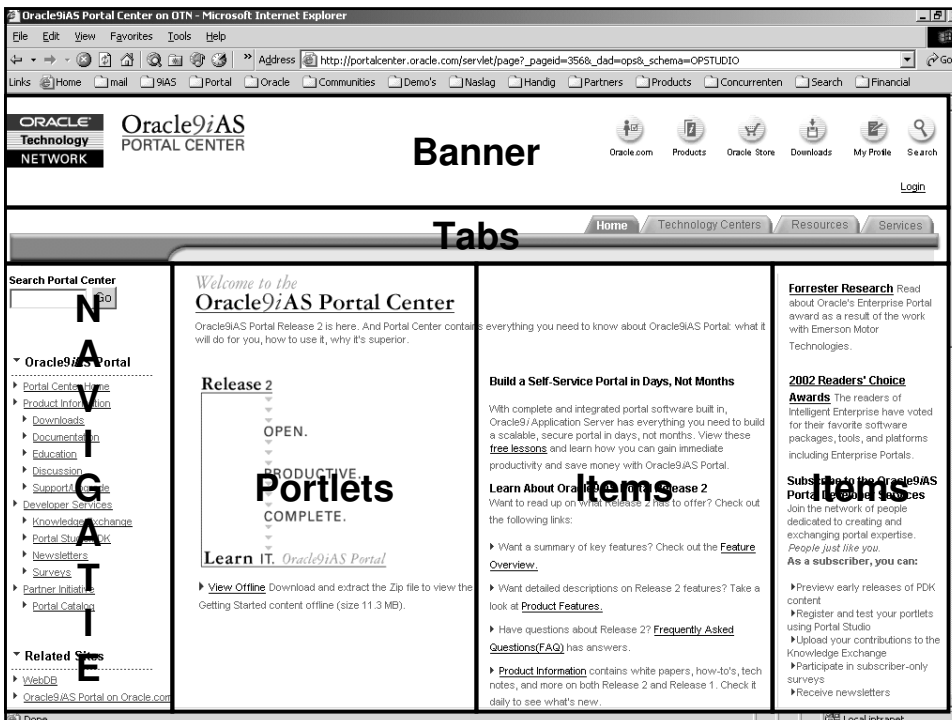 Oracle9iAS Portal Center on OTN - Microsoft Internet Explorer
File Edit View Favorites Tools Help
Address http://portalcenter.oracle.com/servlet/page?_pageid=356&_dad=ops&_schema=OPSTUDIO Go
Links Home mail 9iAS Portal Oracle Communities Demo's Naslag Handig Partners Products Concurrenten Search Financial
ORACLE
Technology
NETWORK
Oracle9iAS
PORTAL CENTER
Banner
Oracle.com Products Oracle Store Downloads My Profile Search
Login
Tabs
Home Technology Centers Resources Services
NAVIGATIE
Search Portal Center
Go
Oracle9iAS Portal
Portal Center Home
Product Information
Downloads
Documentation
Education
Discussion
Support/Upgrade
Developer Services
Knowledge Exchange
Portal Studio/PDK
Newsletters
Surveys
Partner Initiative
Portal Catalog
Related Sites
WebDB
Oracle9iAS Portal on Oracle.com
Welcome to the
Oracle9iAS Portal Center
Oracle9iAS Portal Release 2 is here. And Portal Center contains everything you need to know about Oracle9iAS Portal: what it
will do for you, how to use it, why it's superior.
Release 2
OPEN.
PRODUCTIVE.
COMPLETE.
Learn IT. Oracle9iAS Portal
Portlets
View Offline Download and extract the Zip file to view the
Getting Started content offline (size 11.3 MB).
Build a Self-Service Portal in Days, Not Months
With complete and integrated portal software built in,
Oracle9i Application Server has everything you need to build
a scalable, secure portal in days, not months. View these
free lessons and learn how you can gain immediate
productivity and save money with Oracle9iAS Portal.
Items
Learn About Oracle9iAS Portal Release 2
Want to read up on what Release 2 has to offer? Check out
the following links:
Want a summary of key features? Check out the Feature
Overview.
Want detailed descriptions on Release 2 features? Take a
look at Product Features.
Have questions about Release 2? Frequently Asked
Questions(FAQ) has answers.
Product Information contains white papers, how-to's, tech
notes, and more on both Release 2 and Release 1. Check it
daily to see what's new.
Forrester Research Read
about Oracle's Enterprise Portal
award as a result of the work
with Emerson Motor
Technologies.
2002 Readers' Choice
Awards The readers of
Intelligent Enterprise have voted
for their favorite software
packages, tools, and platforms
including Enterprise Portals.
Items
Subscribe to the Oracle9iAS
Portal Developer Services
Join the network of people
dedicated to creating and
exchanging portal expertise.
People just like you.
As a subscriber, you can:
Preview early releases of PDK
content
Register and test your portlets
using Portal Studio
Upload your contributions to the
Knowledge Exchange
Participate in subscriber-only
surveys
Receive newsletters
Done
Local intranet